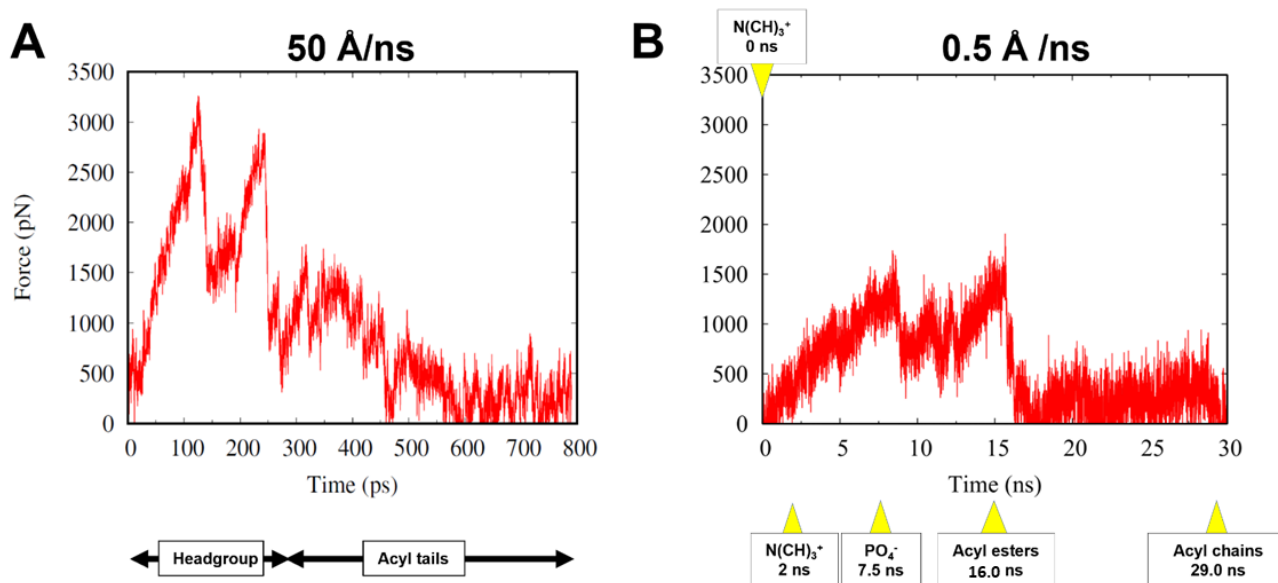 A
50 Å/ns
3500
3000
2500
2000
1500
1000
500
0
Force (pN)
0 100 200 300 400 500 600 700 800
Time (ps)
Headgroup
Acyl tails
B
N(CH)₃⁺
0 ns
0.5 Å /ns
3500
3000
2500
2000
1500
1000
500
0
0 5 10 15 20 25 30
Time (ns)
N(CH)₃⁺
2 ns
PO₄⁻
7.5 ns
Acyl esters
16.0 ns
Acyl chains
29.0 ns